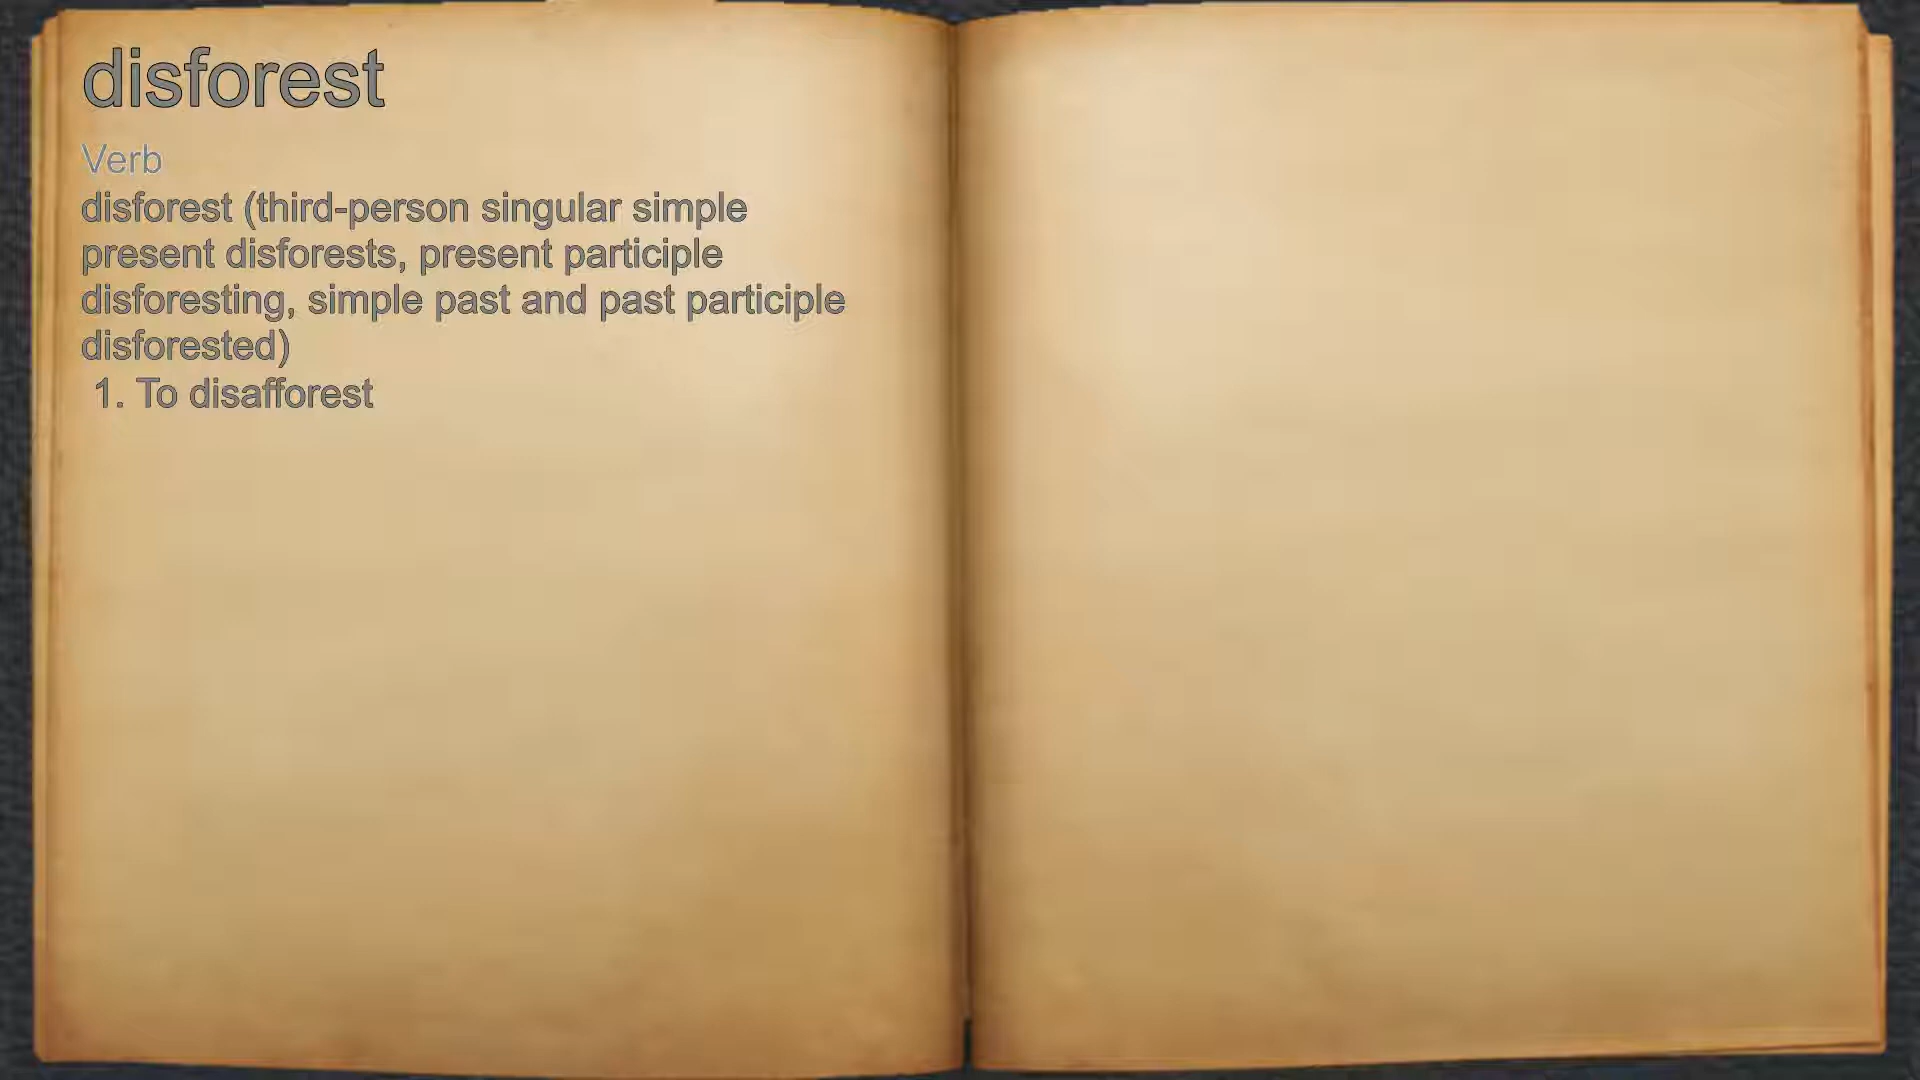 disforest
Verb
disforest (third-person singular simple
present disforests, present participle
disforesting, simple past and past participle
disforested)
1. To disafforest